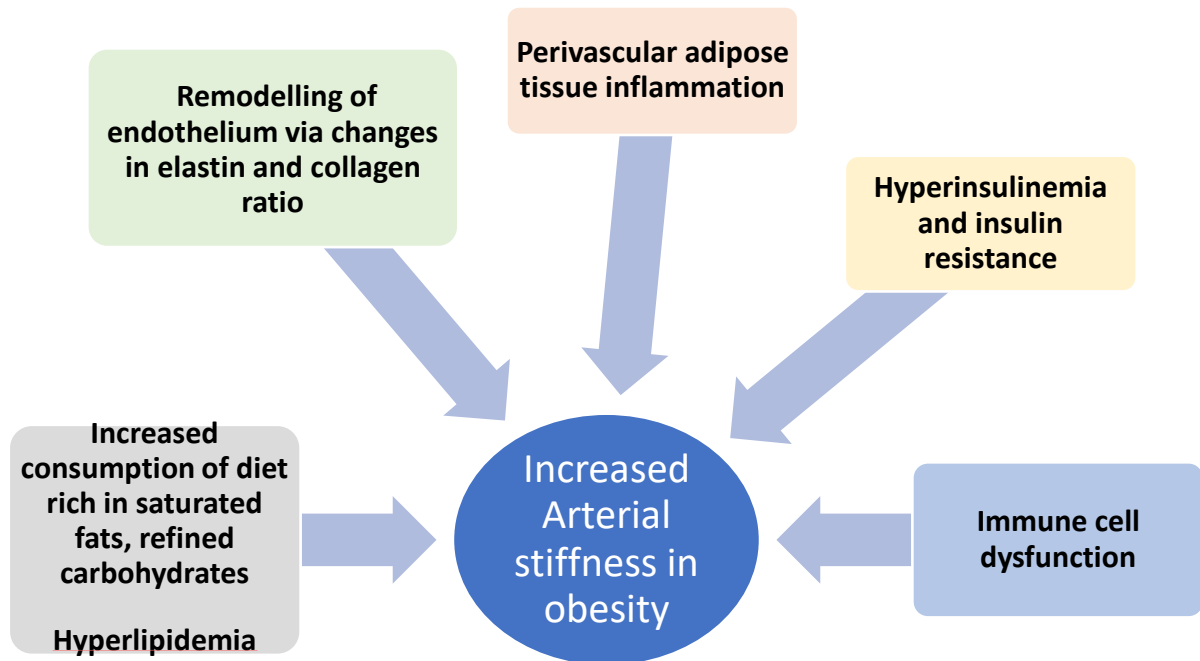 Remodelling of
endothelium via changes
in elastin and collagen
ratio
Perivascular adipose
tissue inflammation
Hyperinsulinemia
and insulin
resistance
Increased
consumption of diet
rich in saturated
fats, refined
carbohydrates
Hyperlipidemia
Increased
Arterial
stiffness in
obesity
Immune cell
dysfunction